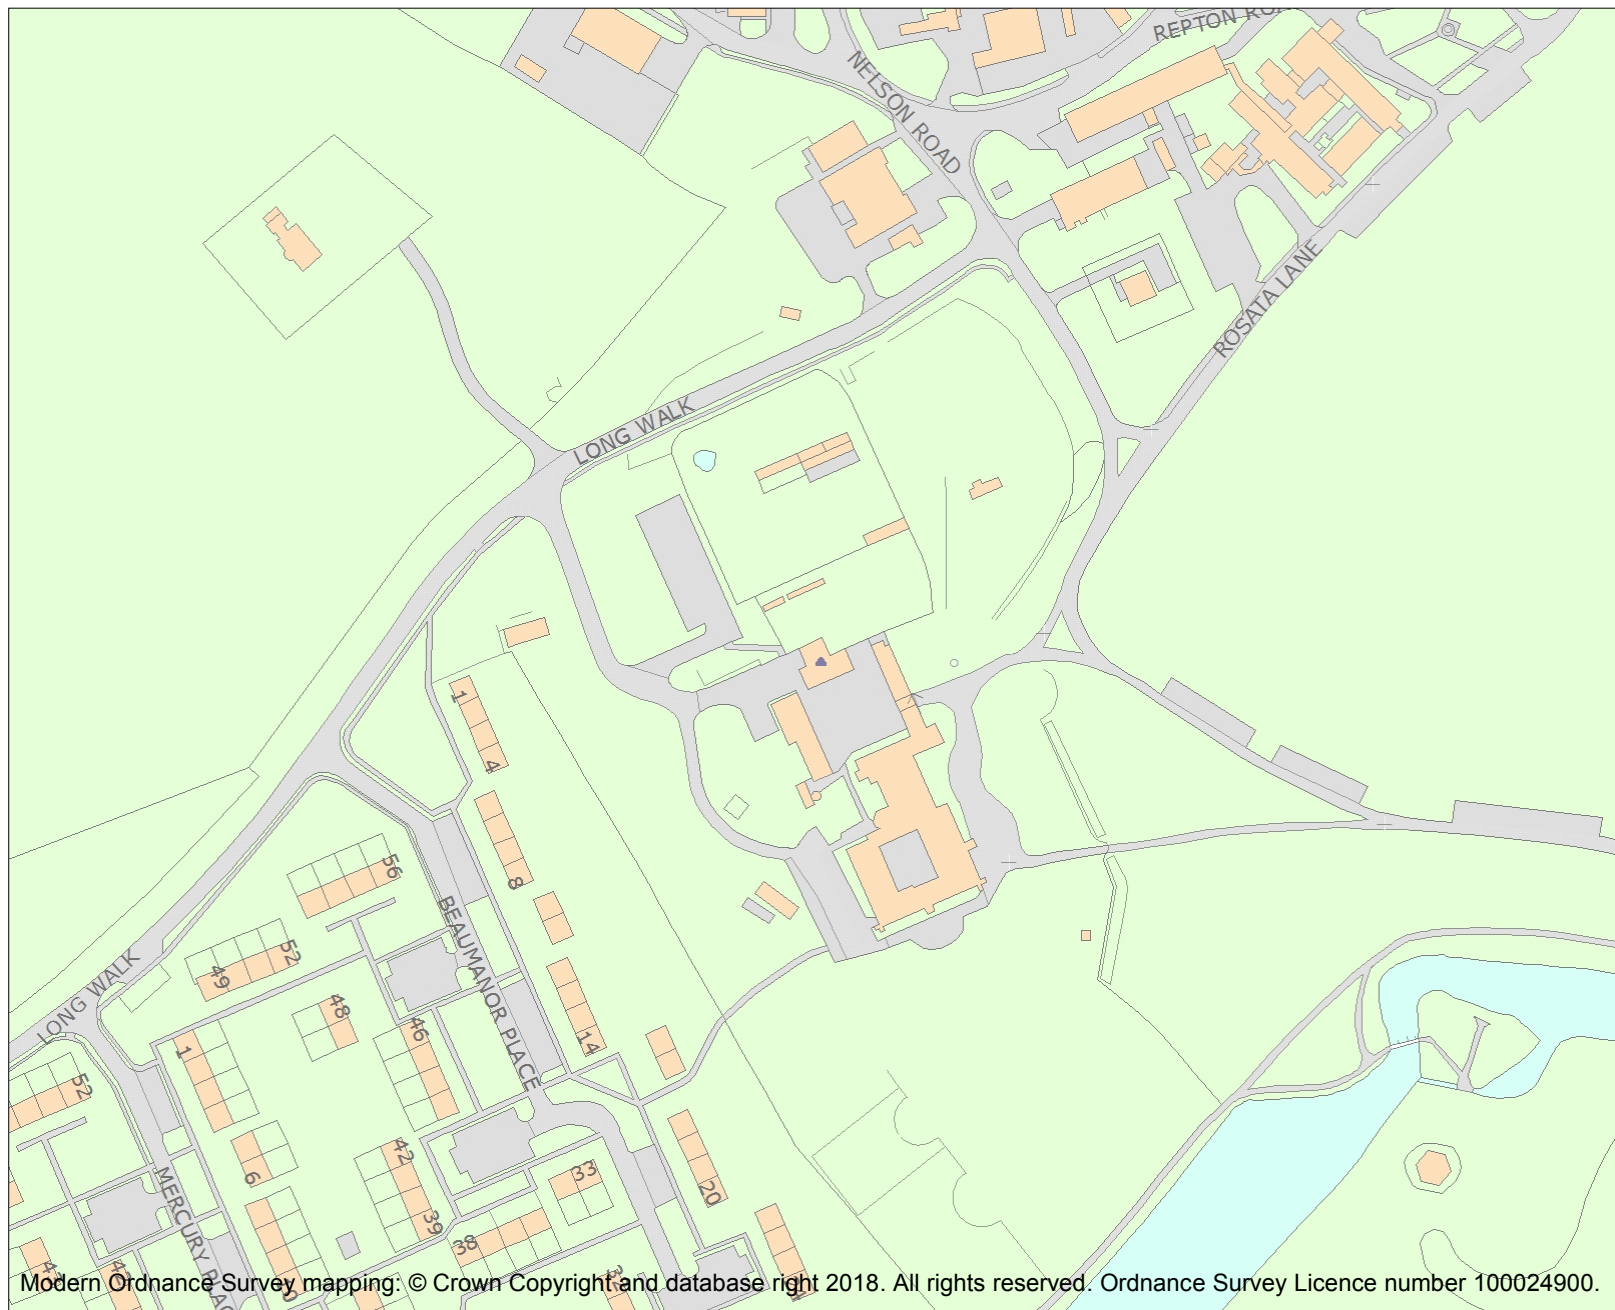 REPTON
NELSON ROAD
ROSATA LANE
LONG WALK
1
4
8
56
52
49
BEAUMANOR PLACE
LONG WALK
48
46
14
1
52
42
33
6
20
MERCURY
39
38
Modern Ordnance Survey mapping: © Crown Copyright and database right 2018. All rights reserved. Ordnance Survey Licence number 100024900.